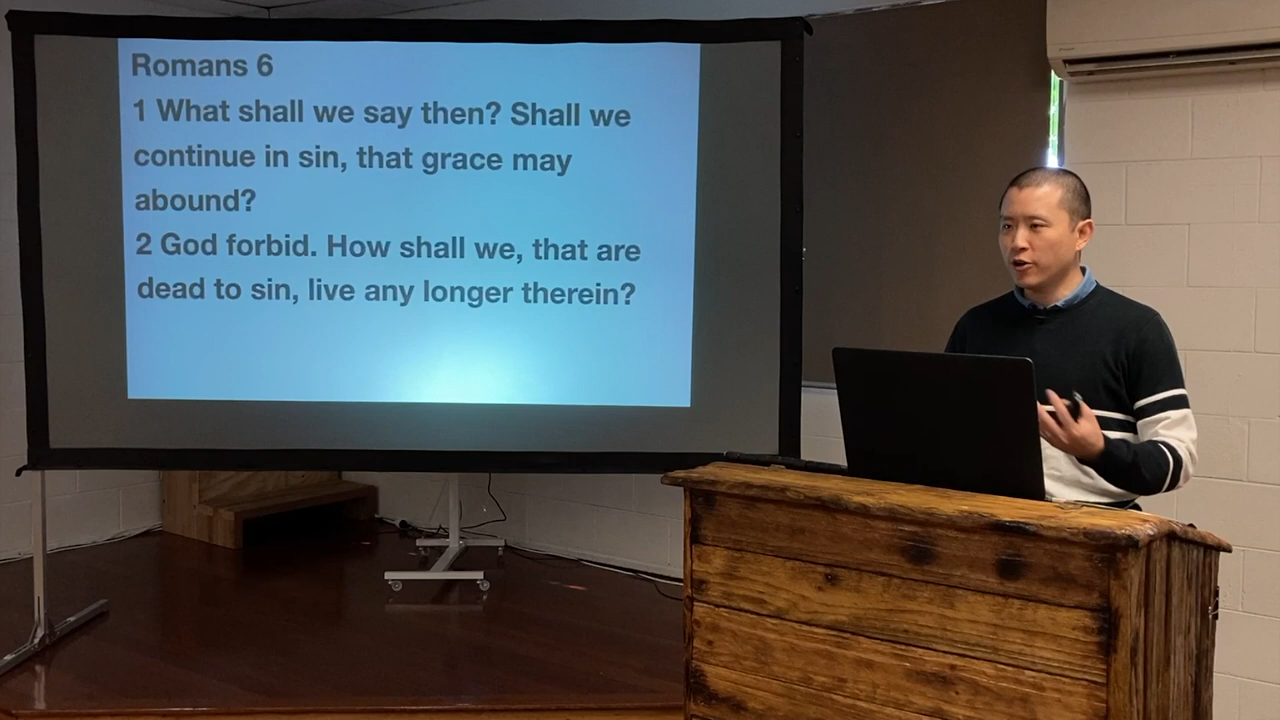 Romans 6
1 What shall we say then? Shall we
continue in sin, that grace may
abound?
2 God forbid. How shall we, that are
dead to sin, live any longer therein?